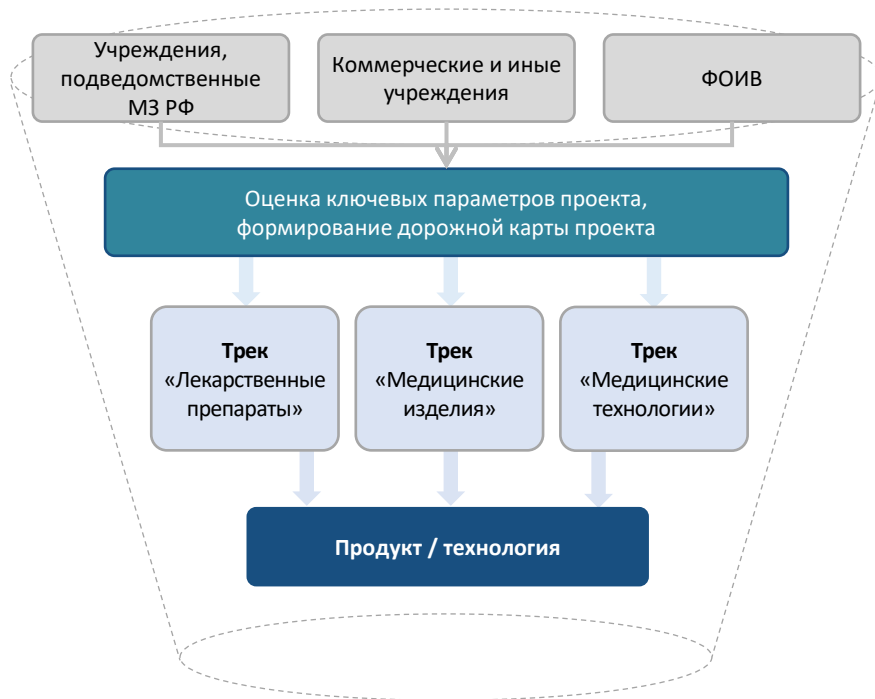 Учреждения,
подведомственные
МЗ РФ
Коммерческие и иные
учреждения
ФОИВ
Оценка ключевых параметров проекта,
формирование дорожной карты проекта
Трек
«Лекарственные
препараты»
Трек
«Медицинские
изделия»
Трек
«Медицинские
технологии»
Продукт / технология